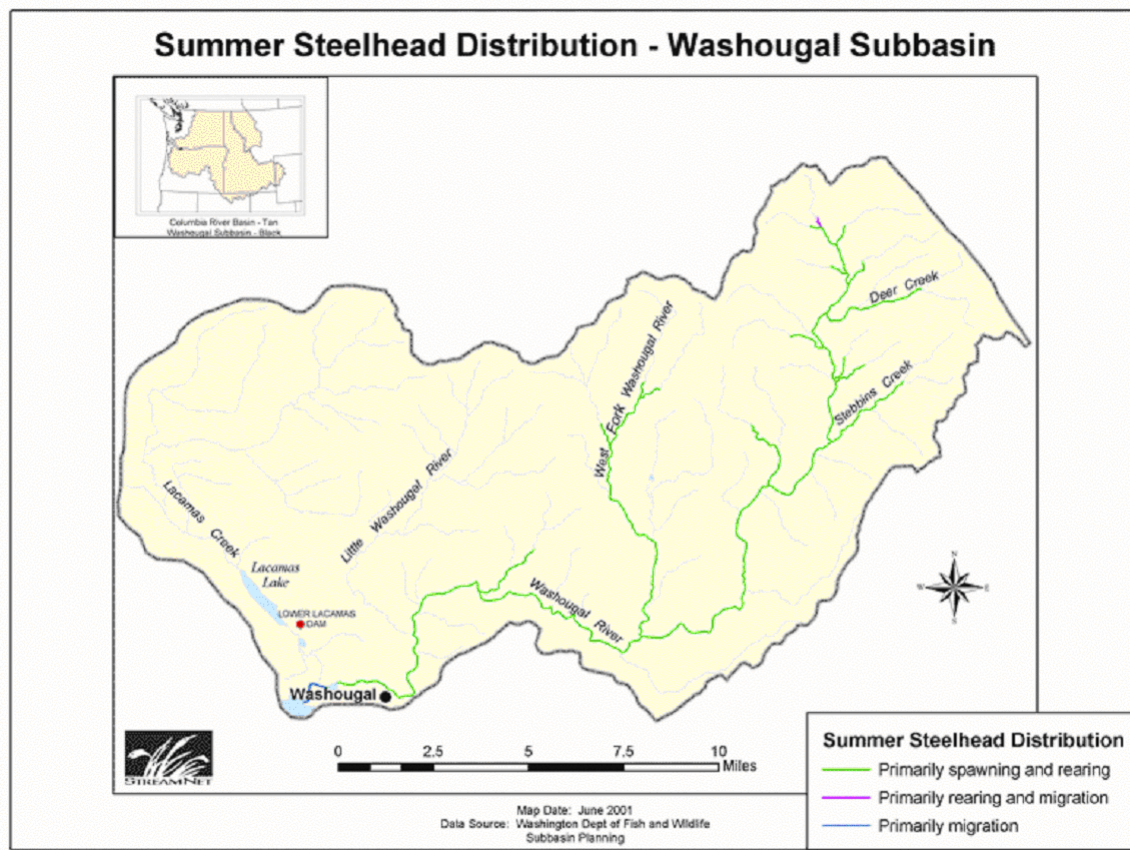 Summer Steelhead Distribution - Washougal Subbasin
Columbia River Basin - Tan
Washougal Subbasin - Black
Deer Creek
West Fork Washougal River
Stebbins Creek
Little Washougal River
Lacamas Creek
Lacamas
Lake
LOWER LACAMAS
DAM
Washougal River
N
W E
S
Washougal
STREAMNET
0 2.5 5 7.5 10
Miles
Summer Steelhead Distribution
Primarily spawning and rearing
Primarily rearing and migration
Primarily migration
Map Date: June 2001
Data Source: Washington Dept of Fish and Wildlife
Subbasin Planning